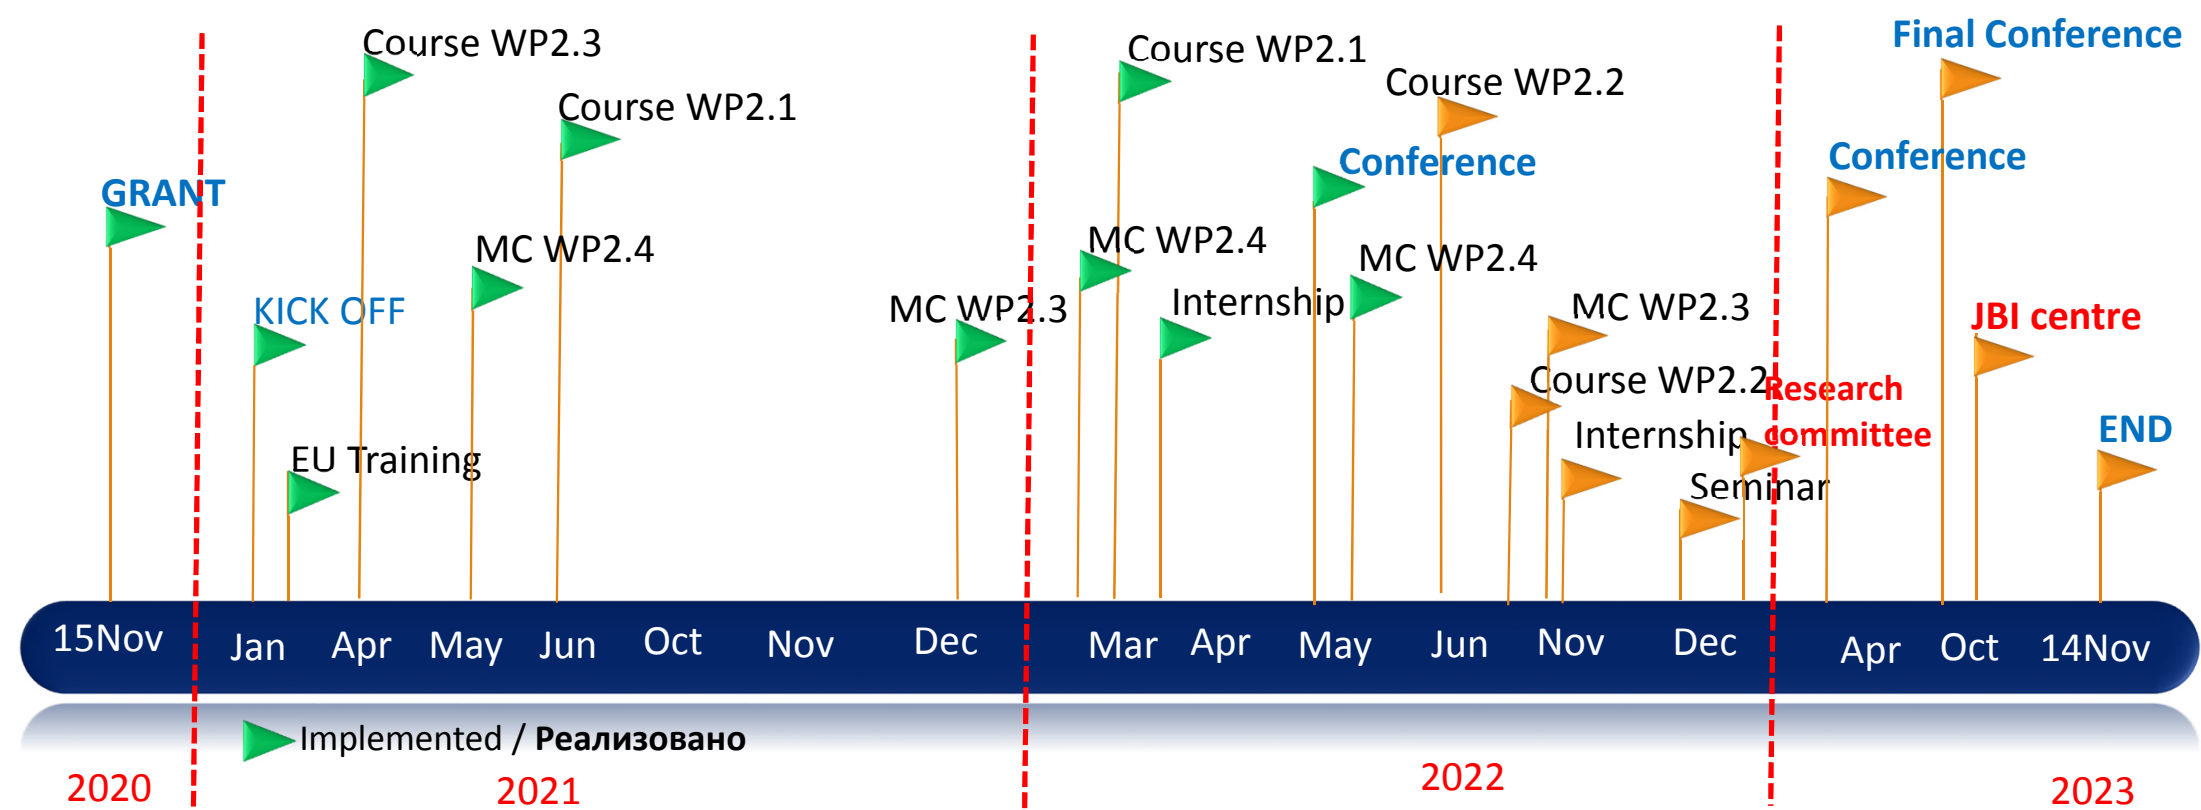 Final Conference
Course WP2.3
Course WP2.1
Course WP2.2
Course WP2.1
Conference
Conference
GRANT
MC WP2.4
MC WP2.4
MC WP2.4
KICK OFF
MC WP2.3
Internship
MC WP2.3
JBI centre
Course WP2.2
Research
committee
Internship
END
EU Training
Seminar
15Nov
Jan
Apr
May
Jun
Oct
Nov
Dec
Mar
Apr
May
Jun
Nov
Dec
Apr
Oct
14Nov
Implemented / Реализовано
2020
2021
2022
2023